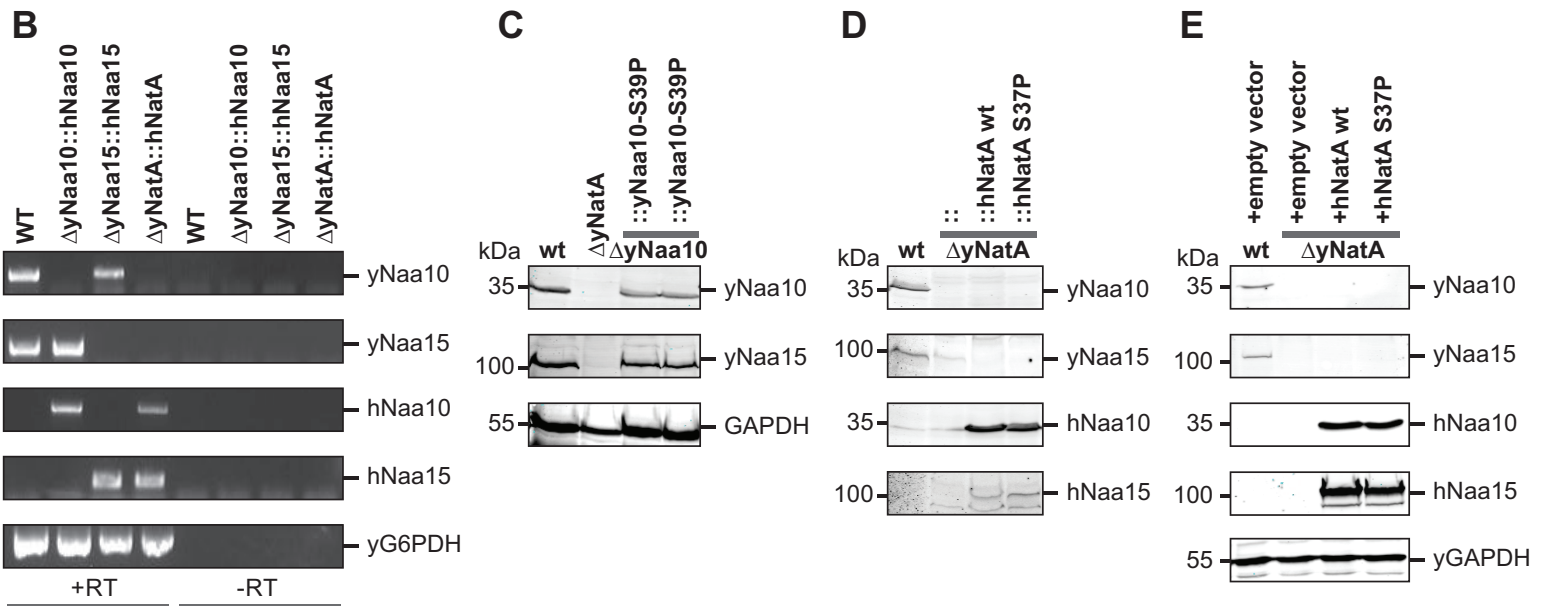 B
WT
ΔyNaa10::hNaa10
ΔyNaa15::hNaa15
ΔyNatA::hNatA
WT
ΔyNaa10::hNaa10
ΔyNaa15::hNaa15
ΔyNatA::hNatA
yNaa10
yNaa15
hNaa10
hNaa15
yG6PDH
+RT
-RT
C
ΔyNatA
::yNaa10-S39P
::yNaa10-S39P
kDa
wt
ΔyNaa10
35
yNaa10
100
yNaa15
55
GAPDH
D
::
::hNatA wt
::hNatA S37P
kDa
wt
ΔyNatA
35
yNaa10
100
yNaa15
35
hNaa10
100
hNaa15
E
+empty vector
+empty vector
+hNatA wt
+hNatA S37P
kDa
wt
ΔyNatA
35
yNaa10
100
yNaa15
35
hNaa10
100
hNaa15
55
yGAPDH